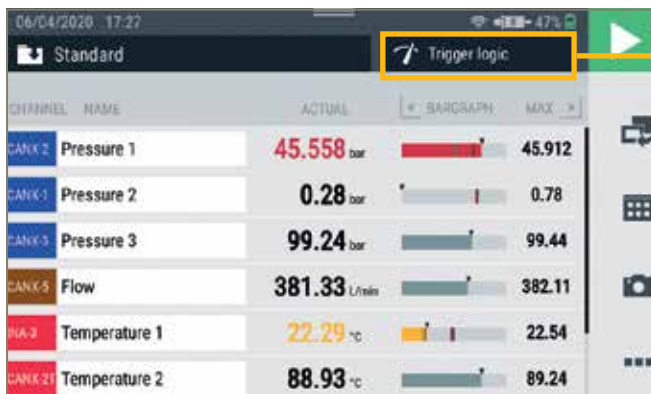 06/04/2020 17:27 47%
Standard Trigger logic
CHANNEL NAME ACTUAL BARGRAPH MAX
CANX-2 Pressure 1 45.558 bar 45.912
CANX-1 Pressure 2 0.28 bar 0.78
CANX-3 Pressure 3 99.24 bar 99.44
CANX-5 Flow 381.33 L/min 382.11
INA-3 Temperature 1 22.29 °C 22.54
Temperature 2 88.93 °C 89.24